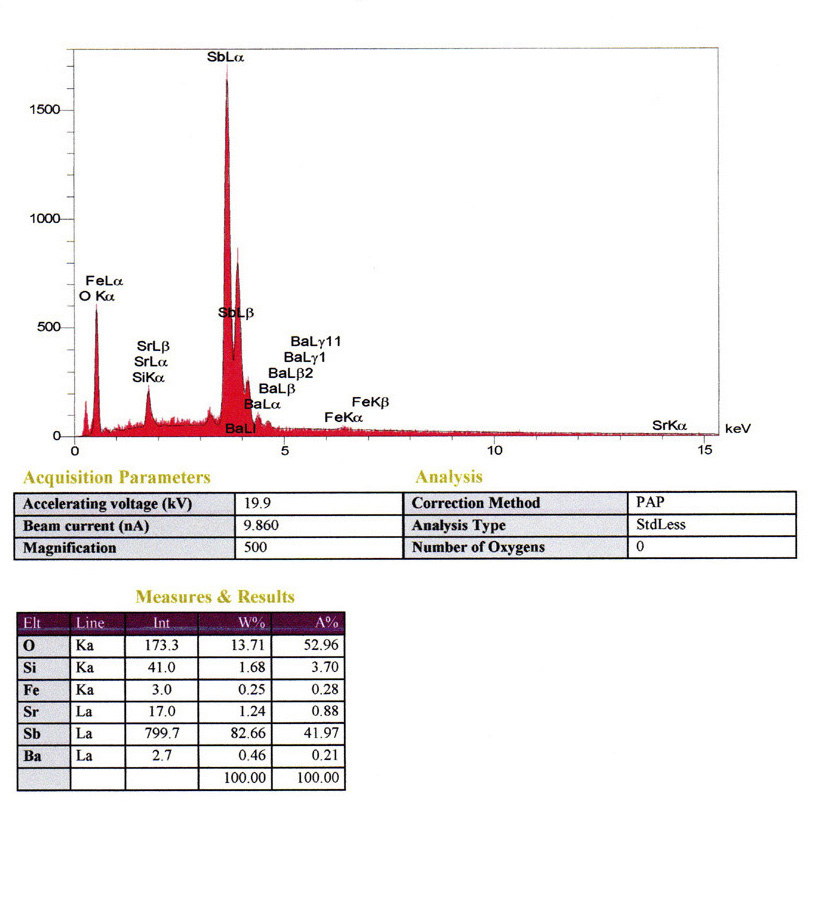 SbLα
1500
1000
FeLα
O Kα
500
SbLβ
SrLβ
SrLα
SiKα
BaLγ11
BaLγ1
BaLβ2
BaLβ
BaLα
BaLl
FeKβ
FeKα
SrKα
keV
0
0
5
10
15
Acquisition Parameters
Accelerating voltage (kV) 19.9
Beam current (nA) 9.860
Magnification 500
Analysis
Correction Method PAP
Analysis Type StdLess
Number of Oxygens 0
Measures & Results
Elt Line Int W% A%
O Ka 173.3 13.71 52.96
Si Ka 41.0 1.68 3.70
Fe Ka 3.0 0.25 0.28
Sr La 17.0 1.24 0.88
Sb La 799.7 82.66 41.97
Ba La 2.7 0.46 0.21
100.00 100.00